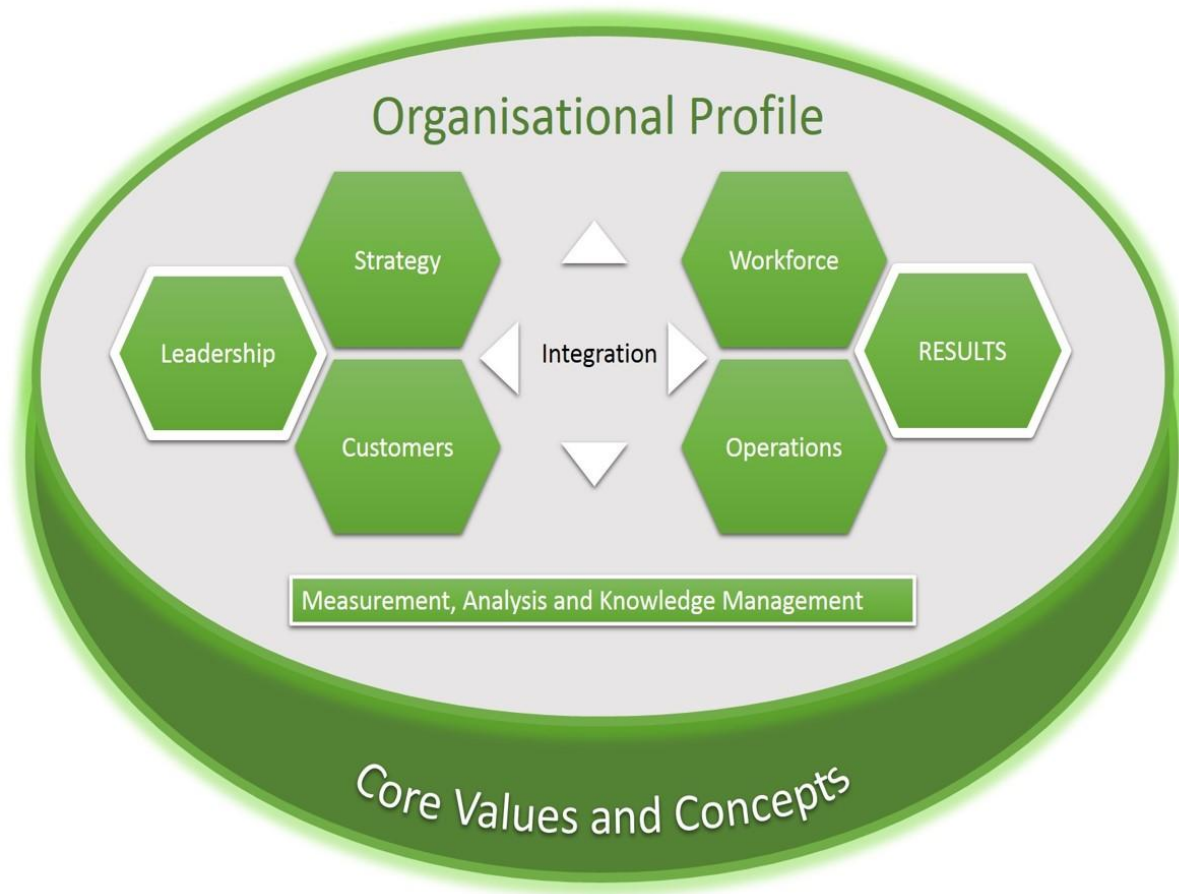 Organisational Profile
Strategy
Workforce
Leadership
Integration
RESULTS
Customers
Operations
Measurement, Analysis and Knowledge Management
Core Values and Concepts